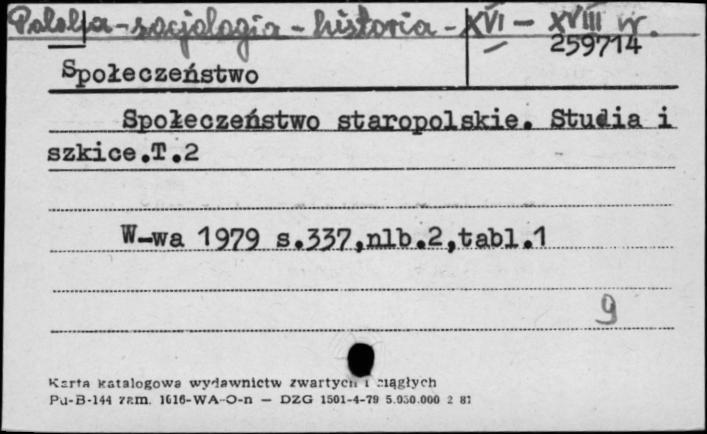 Polska - socjologia - historia - XVI - XVIII w.
259714
Społeczeństwo
Społeczeństwo staropolskie. Studia i
szkice.T.2
W-wa 1979 s.337,nlb.2,tabl.1
9
Karta katalogowa wydawnictw zwartych i ciągłych
Pu-B-144 zam. 1616-WA-O-n — DZG 1501-4-79 5.050.000 2 81